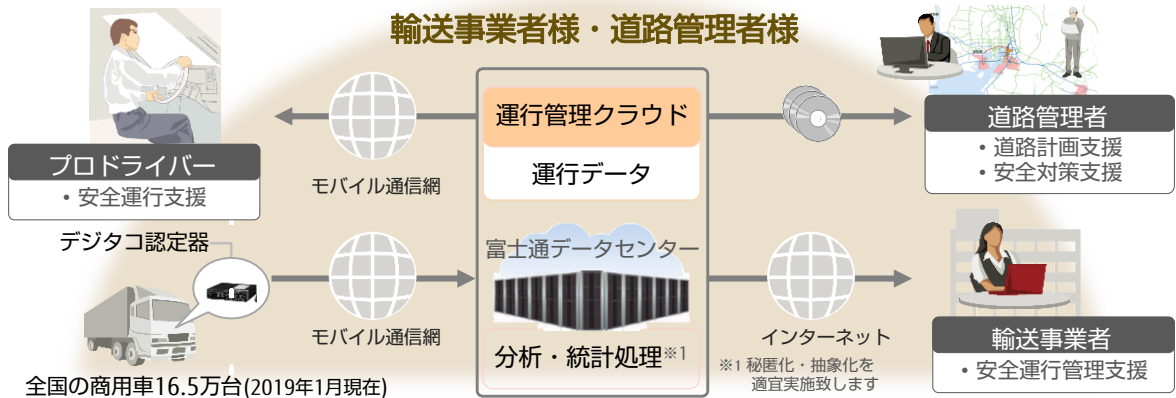 輸送事業者様・道路管理者様
プロドライバー
・安全運行支援
モバイル通信網
運行管理クラウド
運行データ
道路管理者
・道路計画支援
・安全対策支援
デジタコ認定器
モバイル通信網
全国の商用車16.5万台(2019年1月現在)
富士通データセンター
分析・統計処理※1
インターネット
※1 秘匿化・抽象化を
適宜実施致します
輸送事業者
・安全運行管理支援